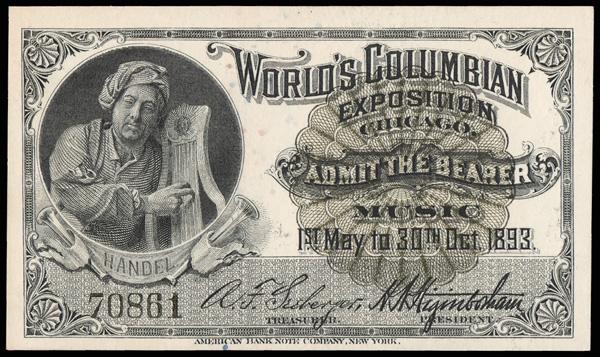 WORLD'S COLUMBIAN
EXPOSITION
CHICAGO.
ADMIT THE BEARER
MUSIC
1ST May to 30TH Oct. 1893.
HANDEL
70861
A. F. Seeberger, H. N. Higinbotham
TREASURER. PRESIDENT.
AMERICAN BANK NOTE COMPANY, NEW YORK.